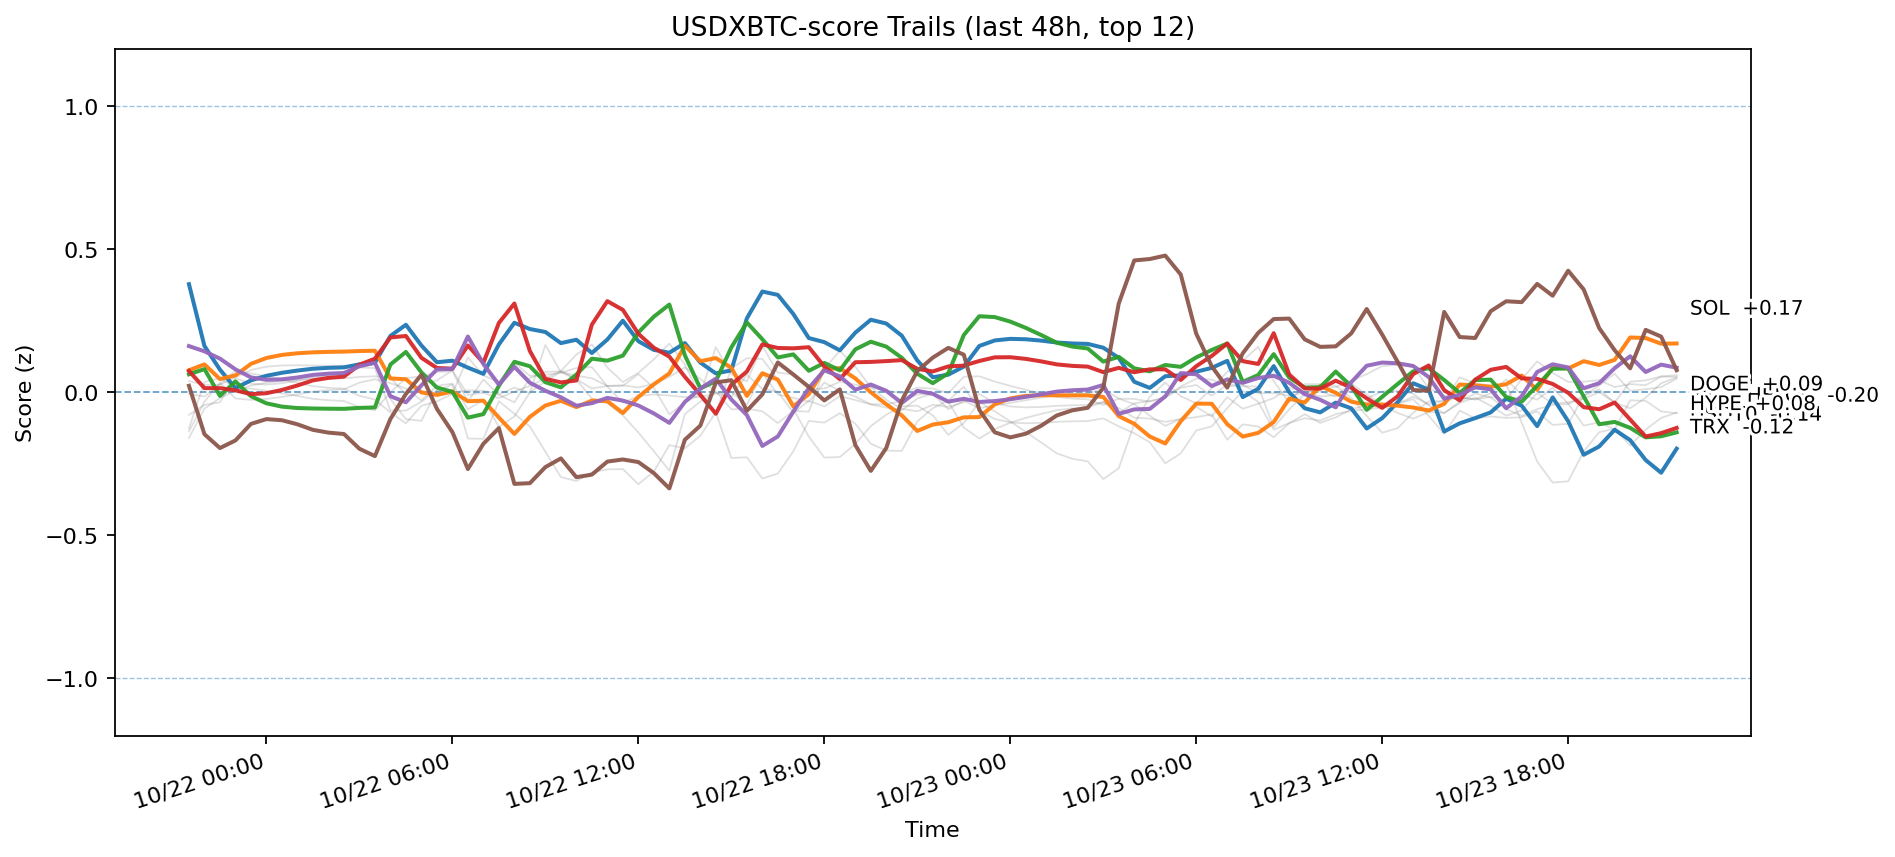 USDXBTC-score Trails (last 48h, top 12)
Score (z)
1.0
0.5
0.0
−0.5
−1.0
SOL +0.17
DOGE +0.09
-0.20
HYPE +0.08
TRX -0.12
10/22 00:00
10/22 06:00
10/22 12:00
10/22 18:00
10/23 00:00
10/23 06:00
10/23 12:00
10/23 18:00
Time